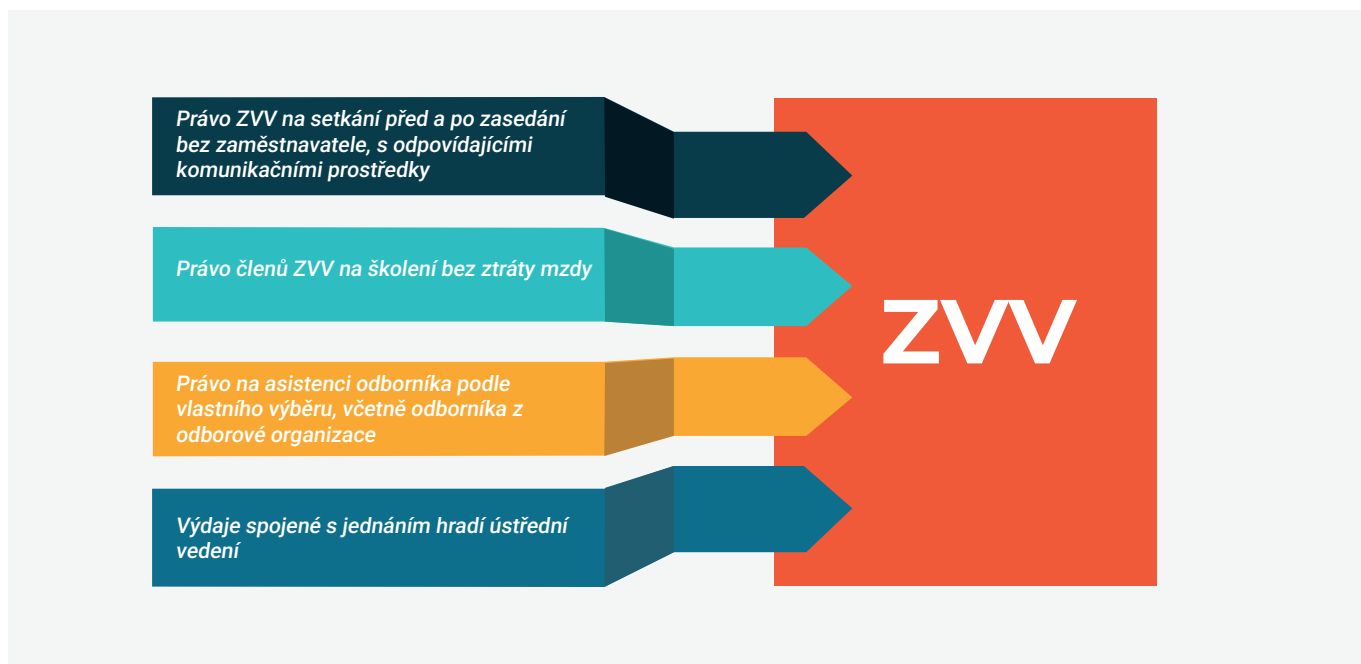 Právo ZVV na setkání před a po zasedání
bez zaměstnavatele, s odpovídajícími
komunikačními prostředky
Právo členů ZVV na školení bez ztráty mzdy
Právo na asistenci odborníka podle
vlastního výběru, včetně odborníka z
odborové organizace
Výdaje spojené s jednáním hradí ústřední
vedení
ZVV